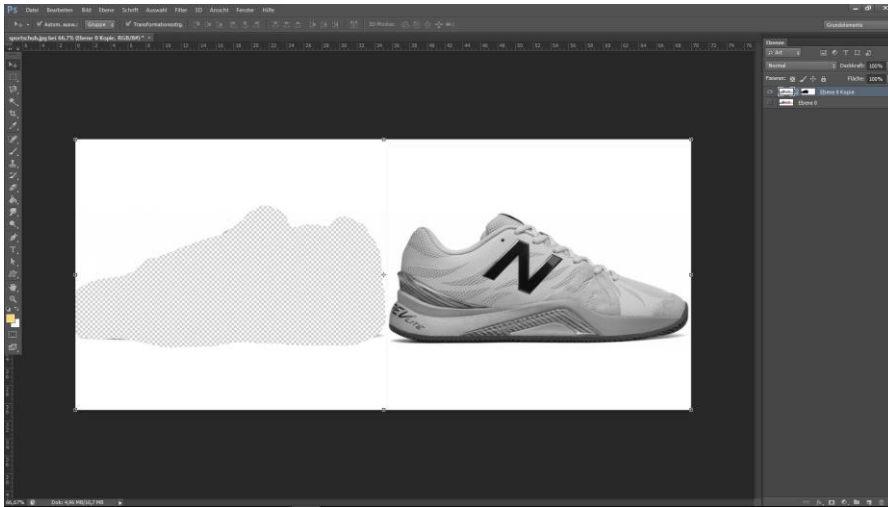 Ps Datei Bearbeiten Bild Ebene Schrift Auswahl Filter 3D Ansicht Fenster Hilfe
Autom. ausw.: Gruppe Transformationsstrg. 3D-Modus: Grundelemente
sportschuh.jpg bei 66,7% (Ebene 0 Kopie, RGB/8#) *
Ebenen
Art
Normal Deckkraft: 100%
Fixieren: Fläche: 100%
Ebene 0 Kopie
Ebene 0
N
EVLITE
66,67% Dok: 4,96 MB/10,7 MB